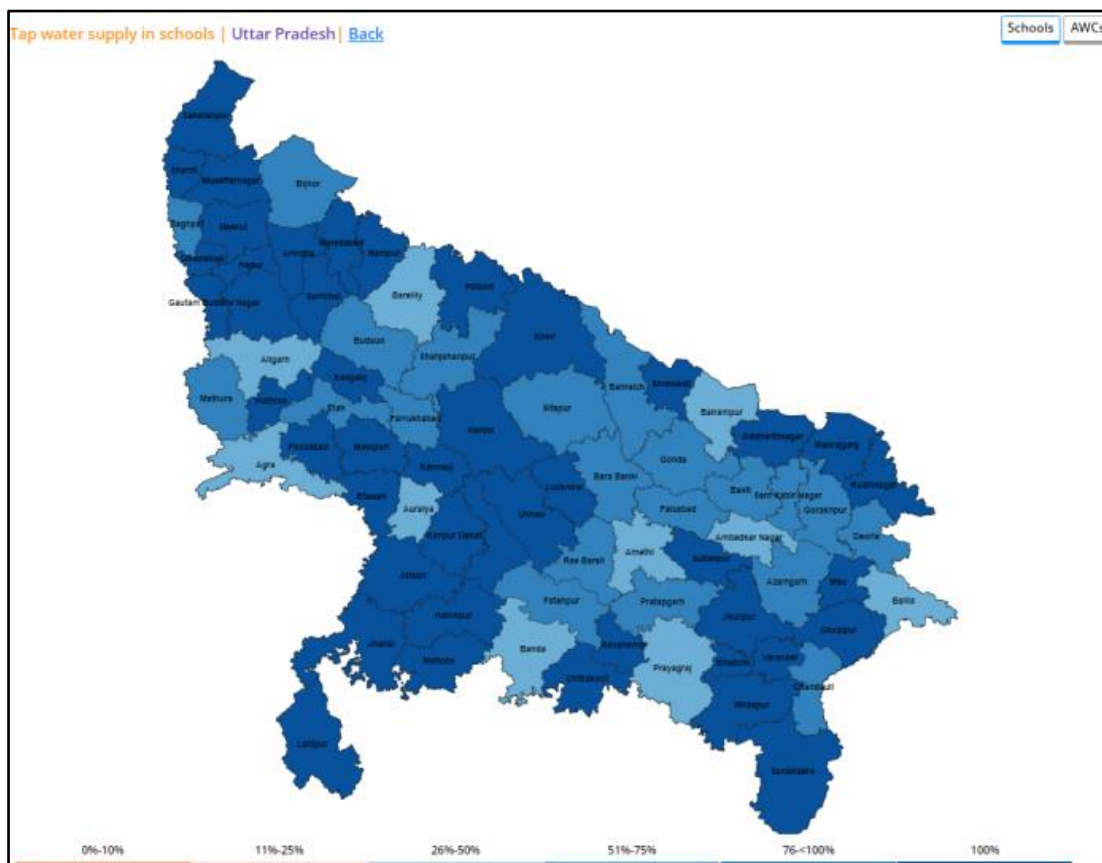 Tap water supply in schools | Uttar Pradesh| Back
Schools
AWCs
Saharanpur
Shamli
Muzaffarnagar
Bijnor
Baghpat
Meerut
Ghaziabad
Hapur
Amroha
Moradabad
Rampur
Sambhal
Gautam Buddha Nagar
Bareilly
Pilibhit
Kheri
Budaun
Shahjahanpur
Aligarh
Kasganj
Mathura
Hathras
Etah
Farrukhabad
Hardoi
Sitapur
Bahraich
Shrawasti
Balrampur
Siddharthnagar
Maharajganj
Kushinagar
Agra
Firozabad
Mainpuri
Kannauj
Etawah
Auraiya
Kanpur Dehat
Unnao
Lucknow
Bara Banki
Gonda
Basti
Sant Kabir Nagar
Gorakhpur
Deoria
Faizabad
Ambedkar Nagar
Amethi
Sultanpur
Rae Bareli
Azamgarh
Mau
Ballia
Jalaun
Hamirpur
Fatehpur
Pratapgarh
Jaunpur
Ghazipur
Jhansi
Mahoba
Banda
Kaushambi
Chitrakoot
Prayagraj
Bhadohi
Varanasi
Chandauli
Mirzapur
Lalitpur
Sonbhadra
0%-10%
11%-25%
26%-50%
51%-75%
76-<100%
100%